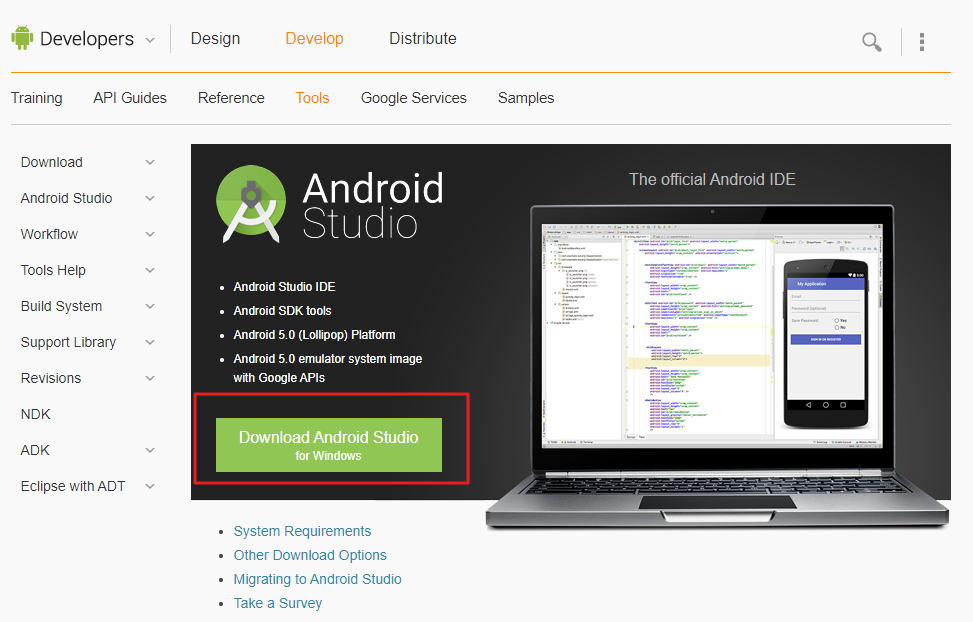 Developers
Design
Develop
Distribute
Training
API Guides
Reference
Tools
Google Services
Samples
Download
Android Studio
Workflow
Tools Help
Build System
Support Library
Revisions
NDK
ADK
Eclipse with ADT
Android
Studio
The official Android IDE
Android Studio IDE
Android SDK tools
Android 5.0 (Lollipop) Platform
Android 5.0 emulator system image
with Google APIs
Download Android Studio
for Windows
My Application
Email
Password (optional)
Save Password:
Yes
No
SIGN IN OR REGISTER
System Requirements
Other Download Options
Migrating to Android Studio
Take a Survey